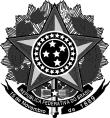 REPÚBLICA FEDERATIVA DO BRASIL
15 de Novembro de 1889